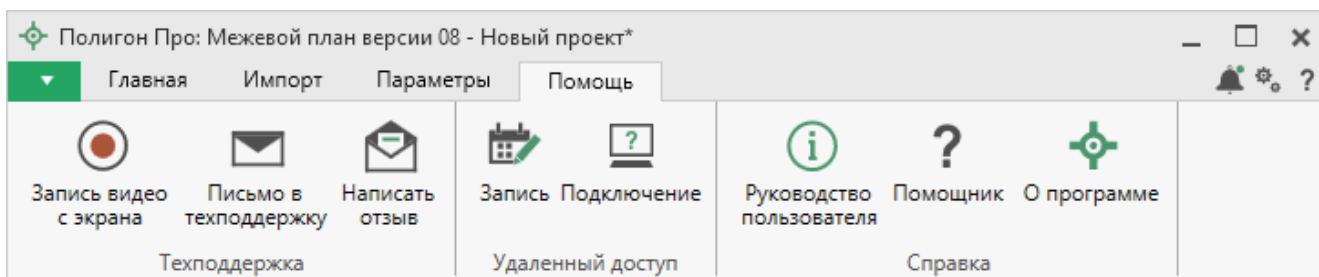 Полигон Про: Межевой план версии 08 - Новый проект*
Главная Импорт Параметры Помощь
?
?
i ?
Запись видео с экрана
Письмо в техподдержку
Написать отзыв
Запись
Подключение
Руководство пользователя
Помощник
О программе
Техподдержка
Удаленный доступ
Справка